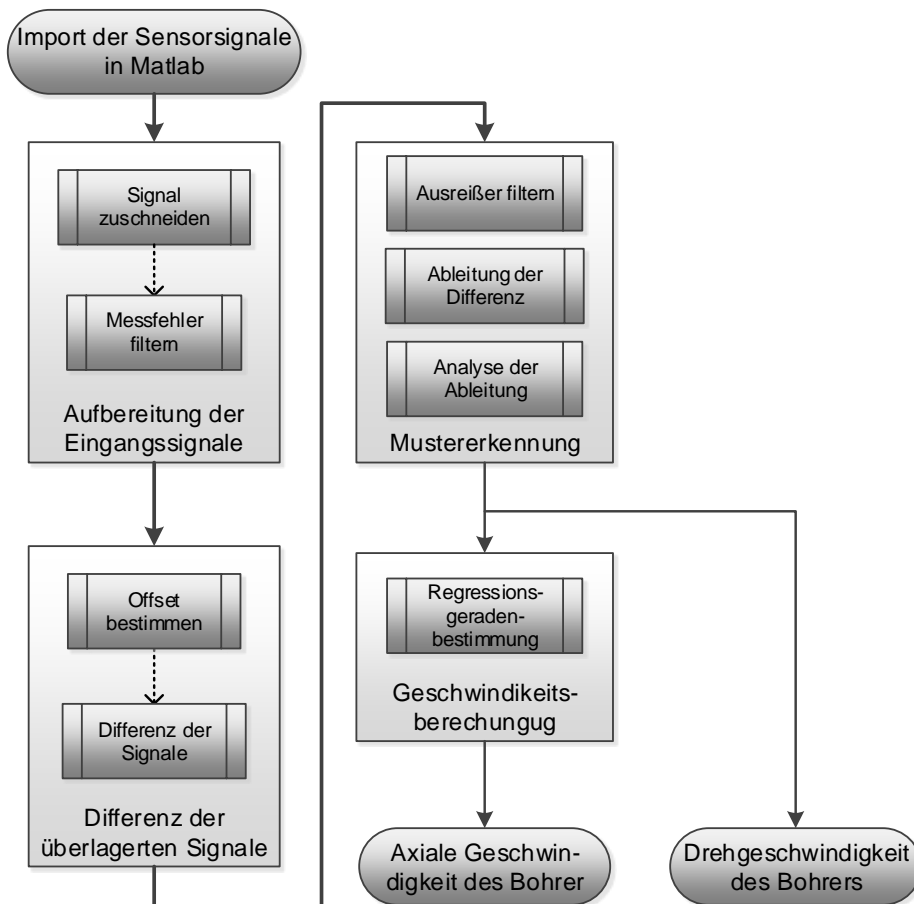 Import der Sensorsignale
in Matlab
Signal
zuschneiden
Messfehler
filtern
Aufbereitung der
Eingangssignale
Offset
bestimmen
Differenz der
Signale
Differenz der
überlagerten Signale
Ausreißer filtern
Ableitung der
Differenz
Analyse der
Ableitung
Mustererkennung
Regressions-
geraden-
bestimmung
Geschwindikeits-
berechungug
Axiale Geschwin-
digkeit des Bohrer
Drehgeschwindigkeit
des Bohrers